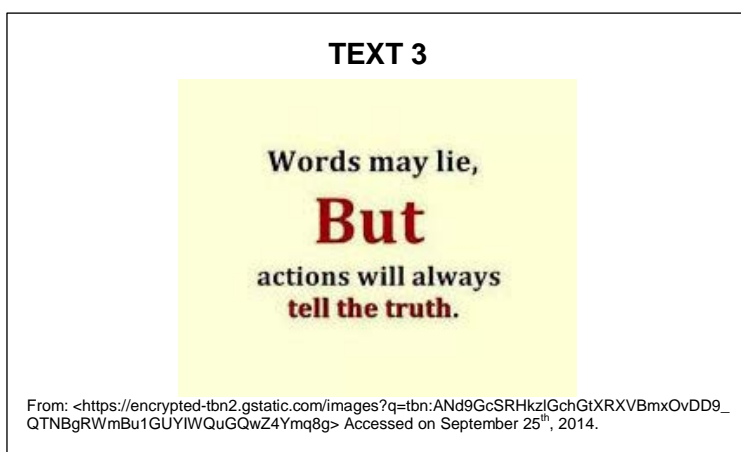 TEXT 3
Words may lie,
But
actions will always
tell the truth.
From: <https://encrypted-tbn2.gstatic.com/images?q=tbn:ANd9GcSRHkzlGchGtXRXVBmxOvDD9_
QTNBgRWmBu1GUYIWQuGQwZ4Ymq8g> Accessed on September 25th, 2014.